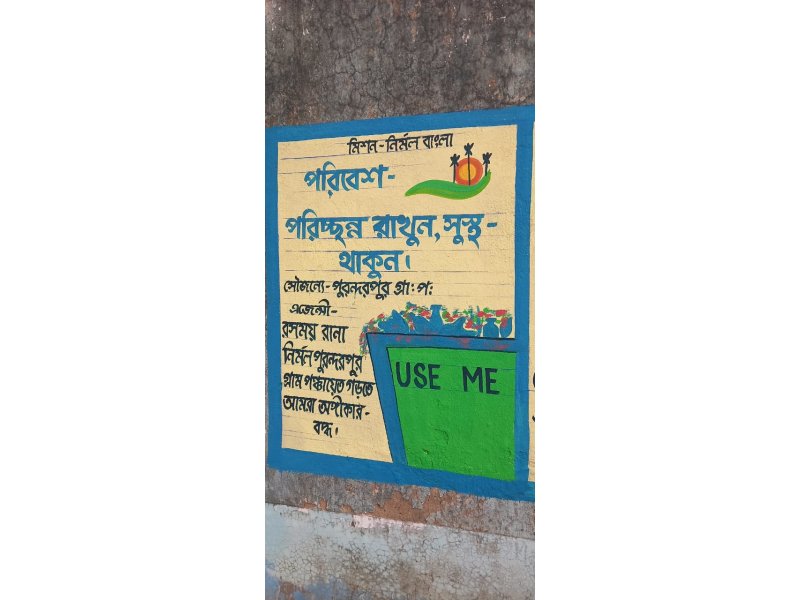 মিশন-নির্মল বাংলা
পরিবেশ-
পরিচ্ছন্ন রাখুন, সুস্থ-
থাকুন।
সৌজন্যে-পুরন্দরপুর গ্রাঃ পঃ
এজেন্সী-
রসময় রানা
নির্মল পুরন্দরপুর
গ্রাম পঞ্চায়েত গড়তে
আমরা অঙ্গীকার-
বদ্ধ।
USE ME